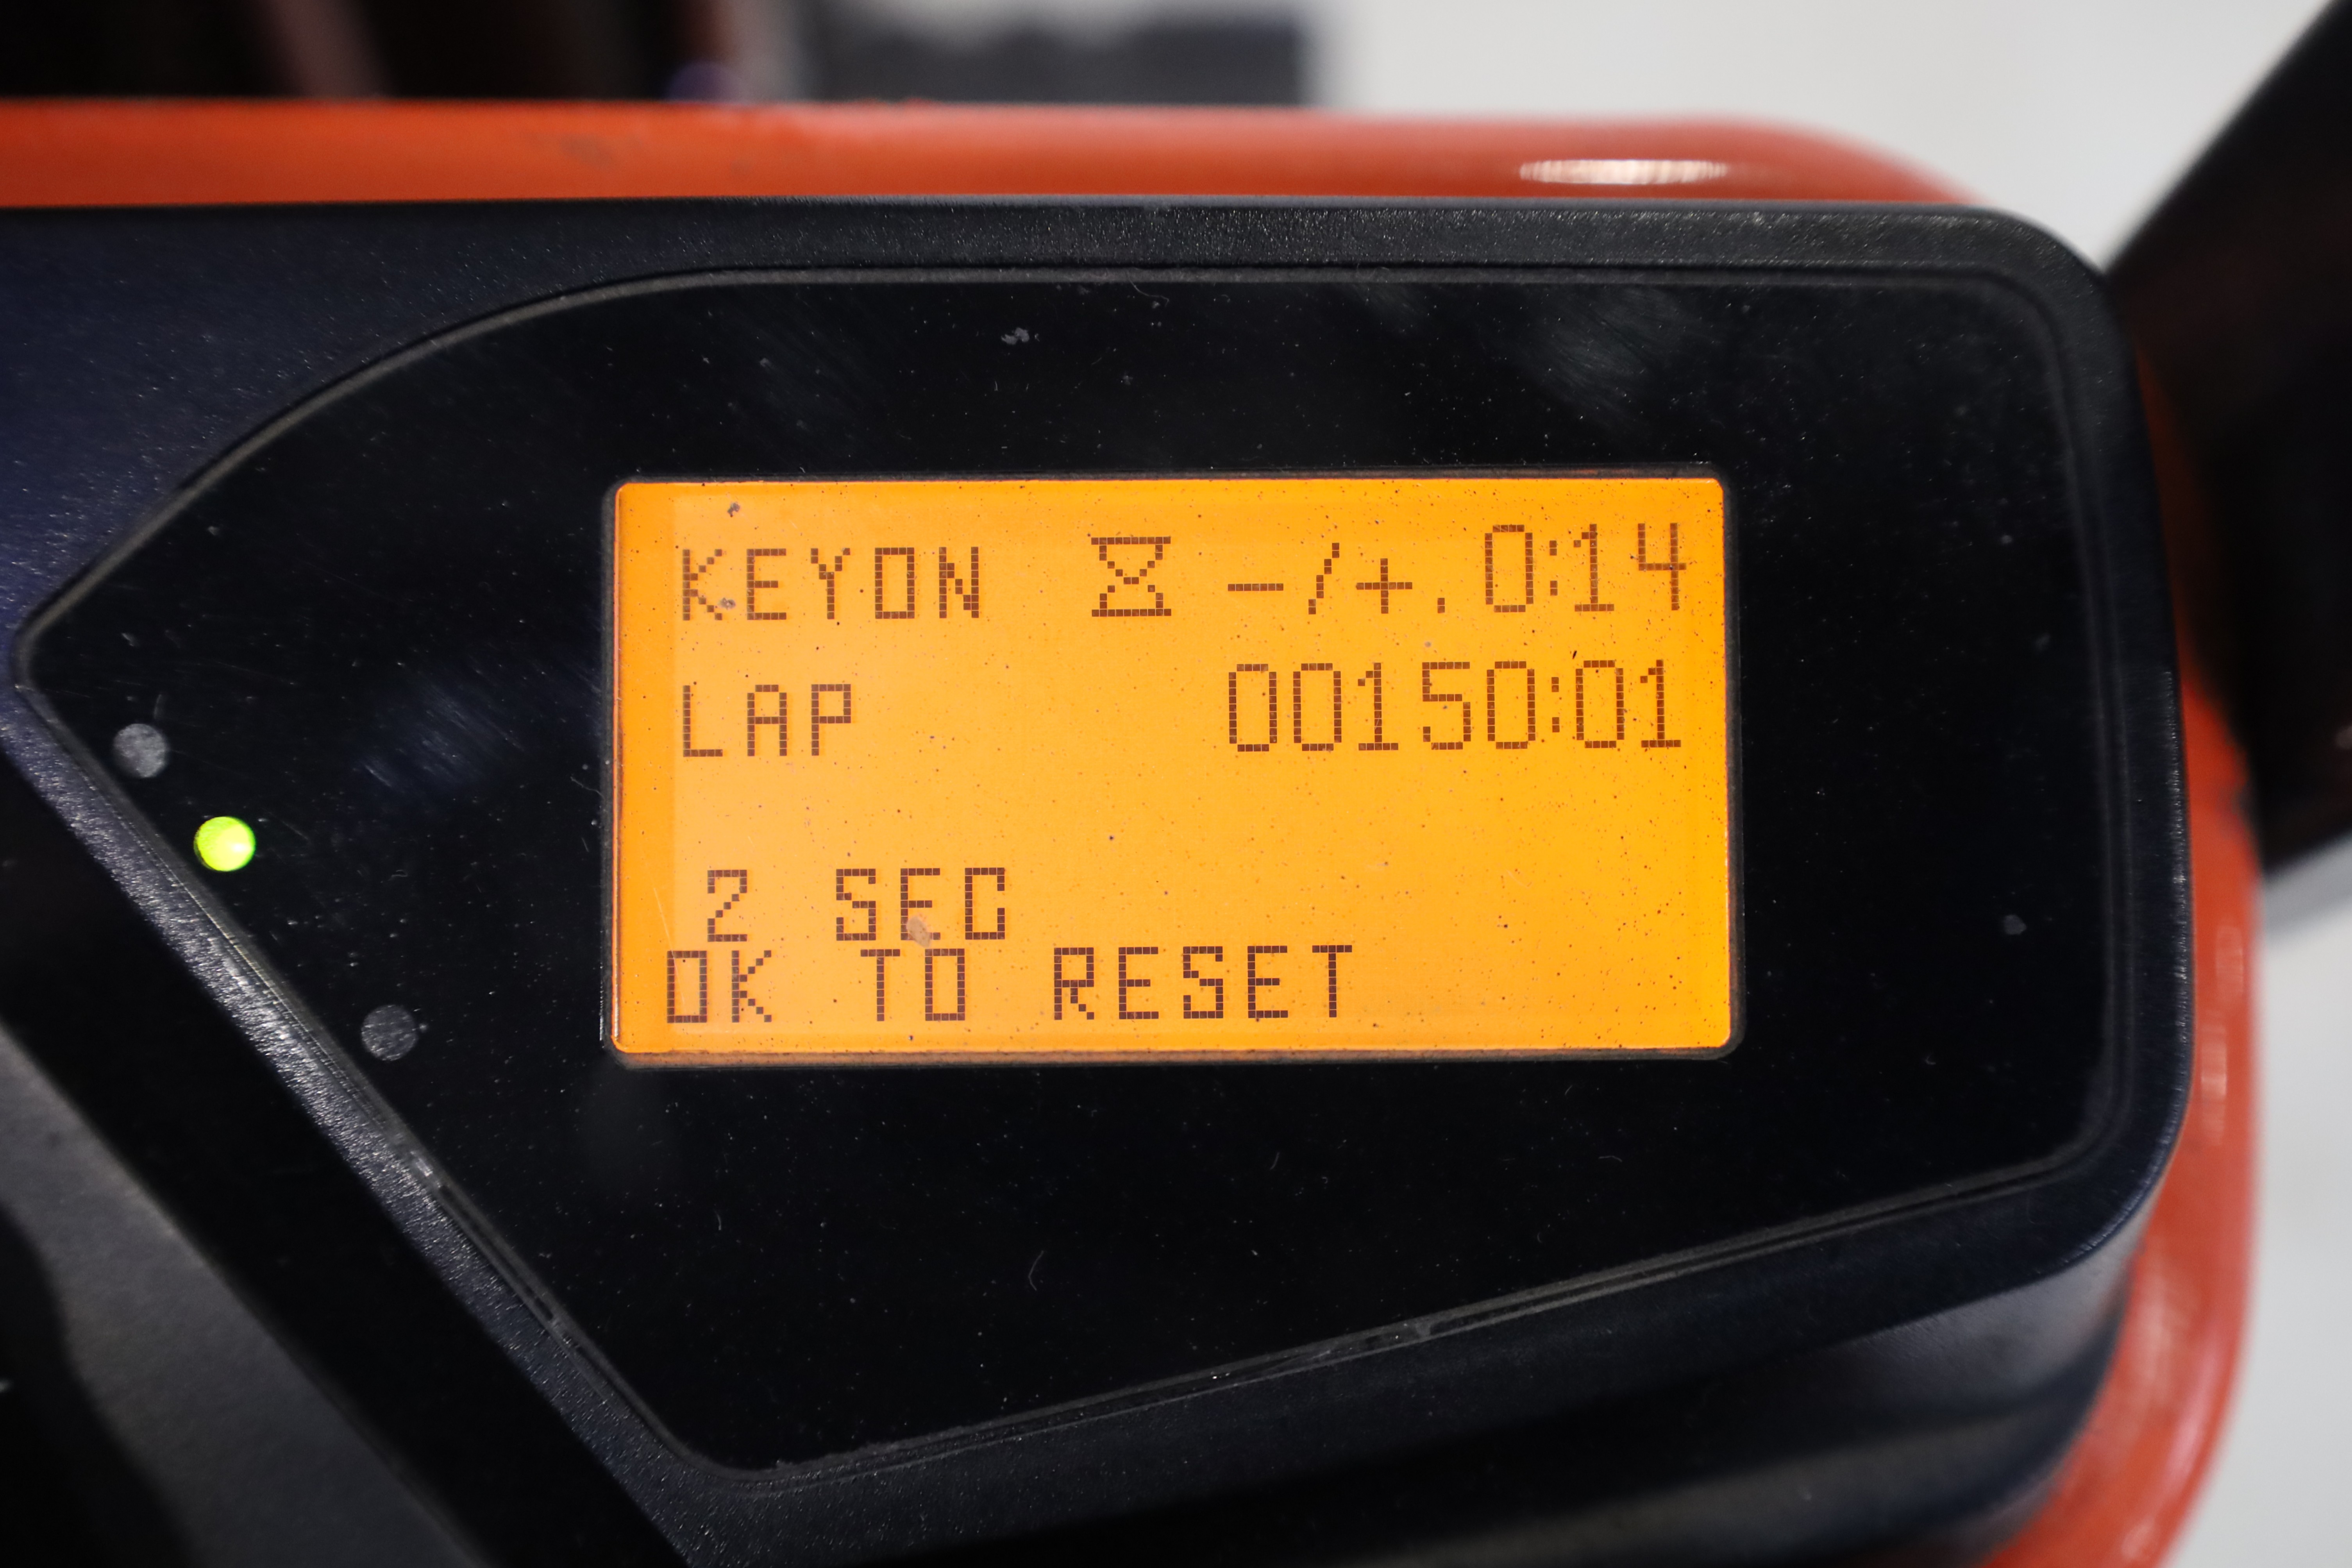 KEYON ⌛ -/+. 0:14
LAP 00150:01
2 SEC
OK TO RESET